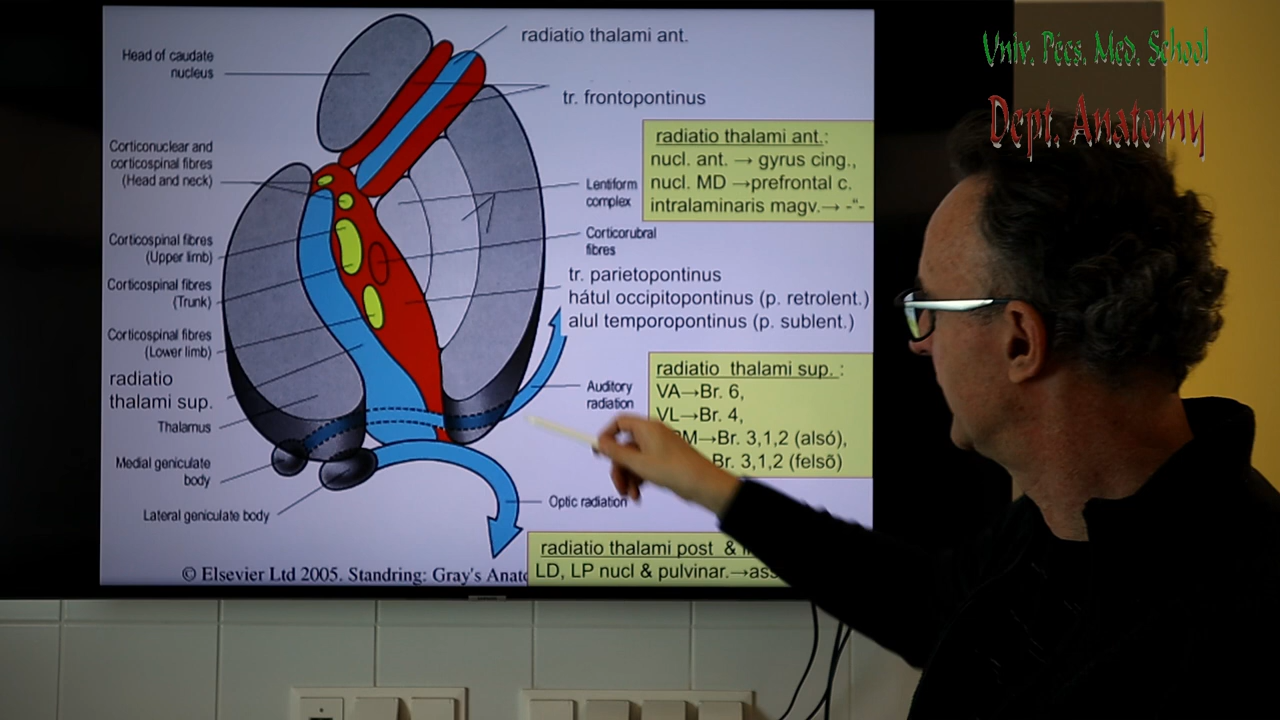 Univ. Pécs. Med. School
Dept. Anatomy
radiatio thalami ant.
Head of caudate
nucleus
tr. frontopontinus
radiatio thalami ant.:
nucl. ant. → gyrus cing.,
nucl. MD →prefrontal c.
intralaminaris magv.→ -"-
Corticonuclear and
corticospinal fibres
(Head and neck)
Lentiform
complex
Corticospinal fibres
(Upper limb)
Corticorubral
fibres
tr. parietopontinus
hátul occipitopontinus (p. retrolent.)
alul temporopontinus (p. sublent.)
Corticospinal fibres
(Trunk)
Corticospinal fibres
(Lower limb)
radiatio
thalami sup.
Thalamus
radiatio thalami sup. :
VA→Br. 6,
VL→Br. 4,
M→Br. 3,1,2 (alsó),
Br. 3,1,2 (felsõ)
Auditory
radiation
Medial geniculate
body
Lateral geniculate body
Optic radiation
radiatio thalami post &
LD, LP nucl & pulvinar.→
© Elsevier Ltd 2005. Standring: Gray's